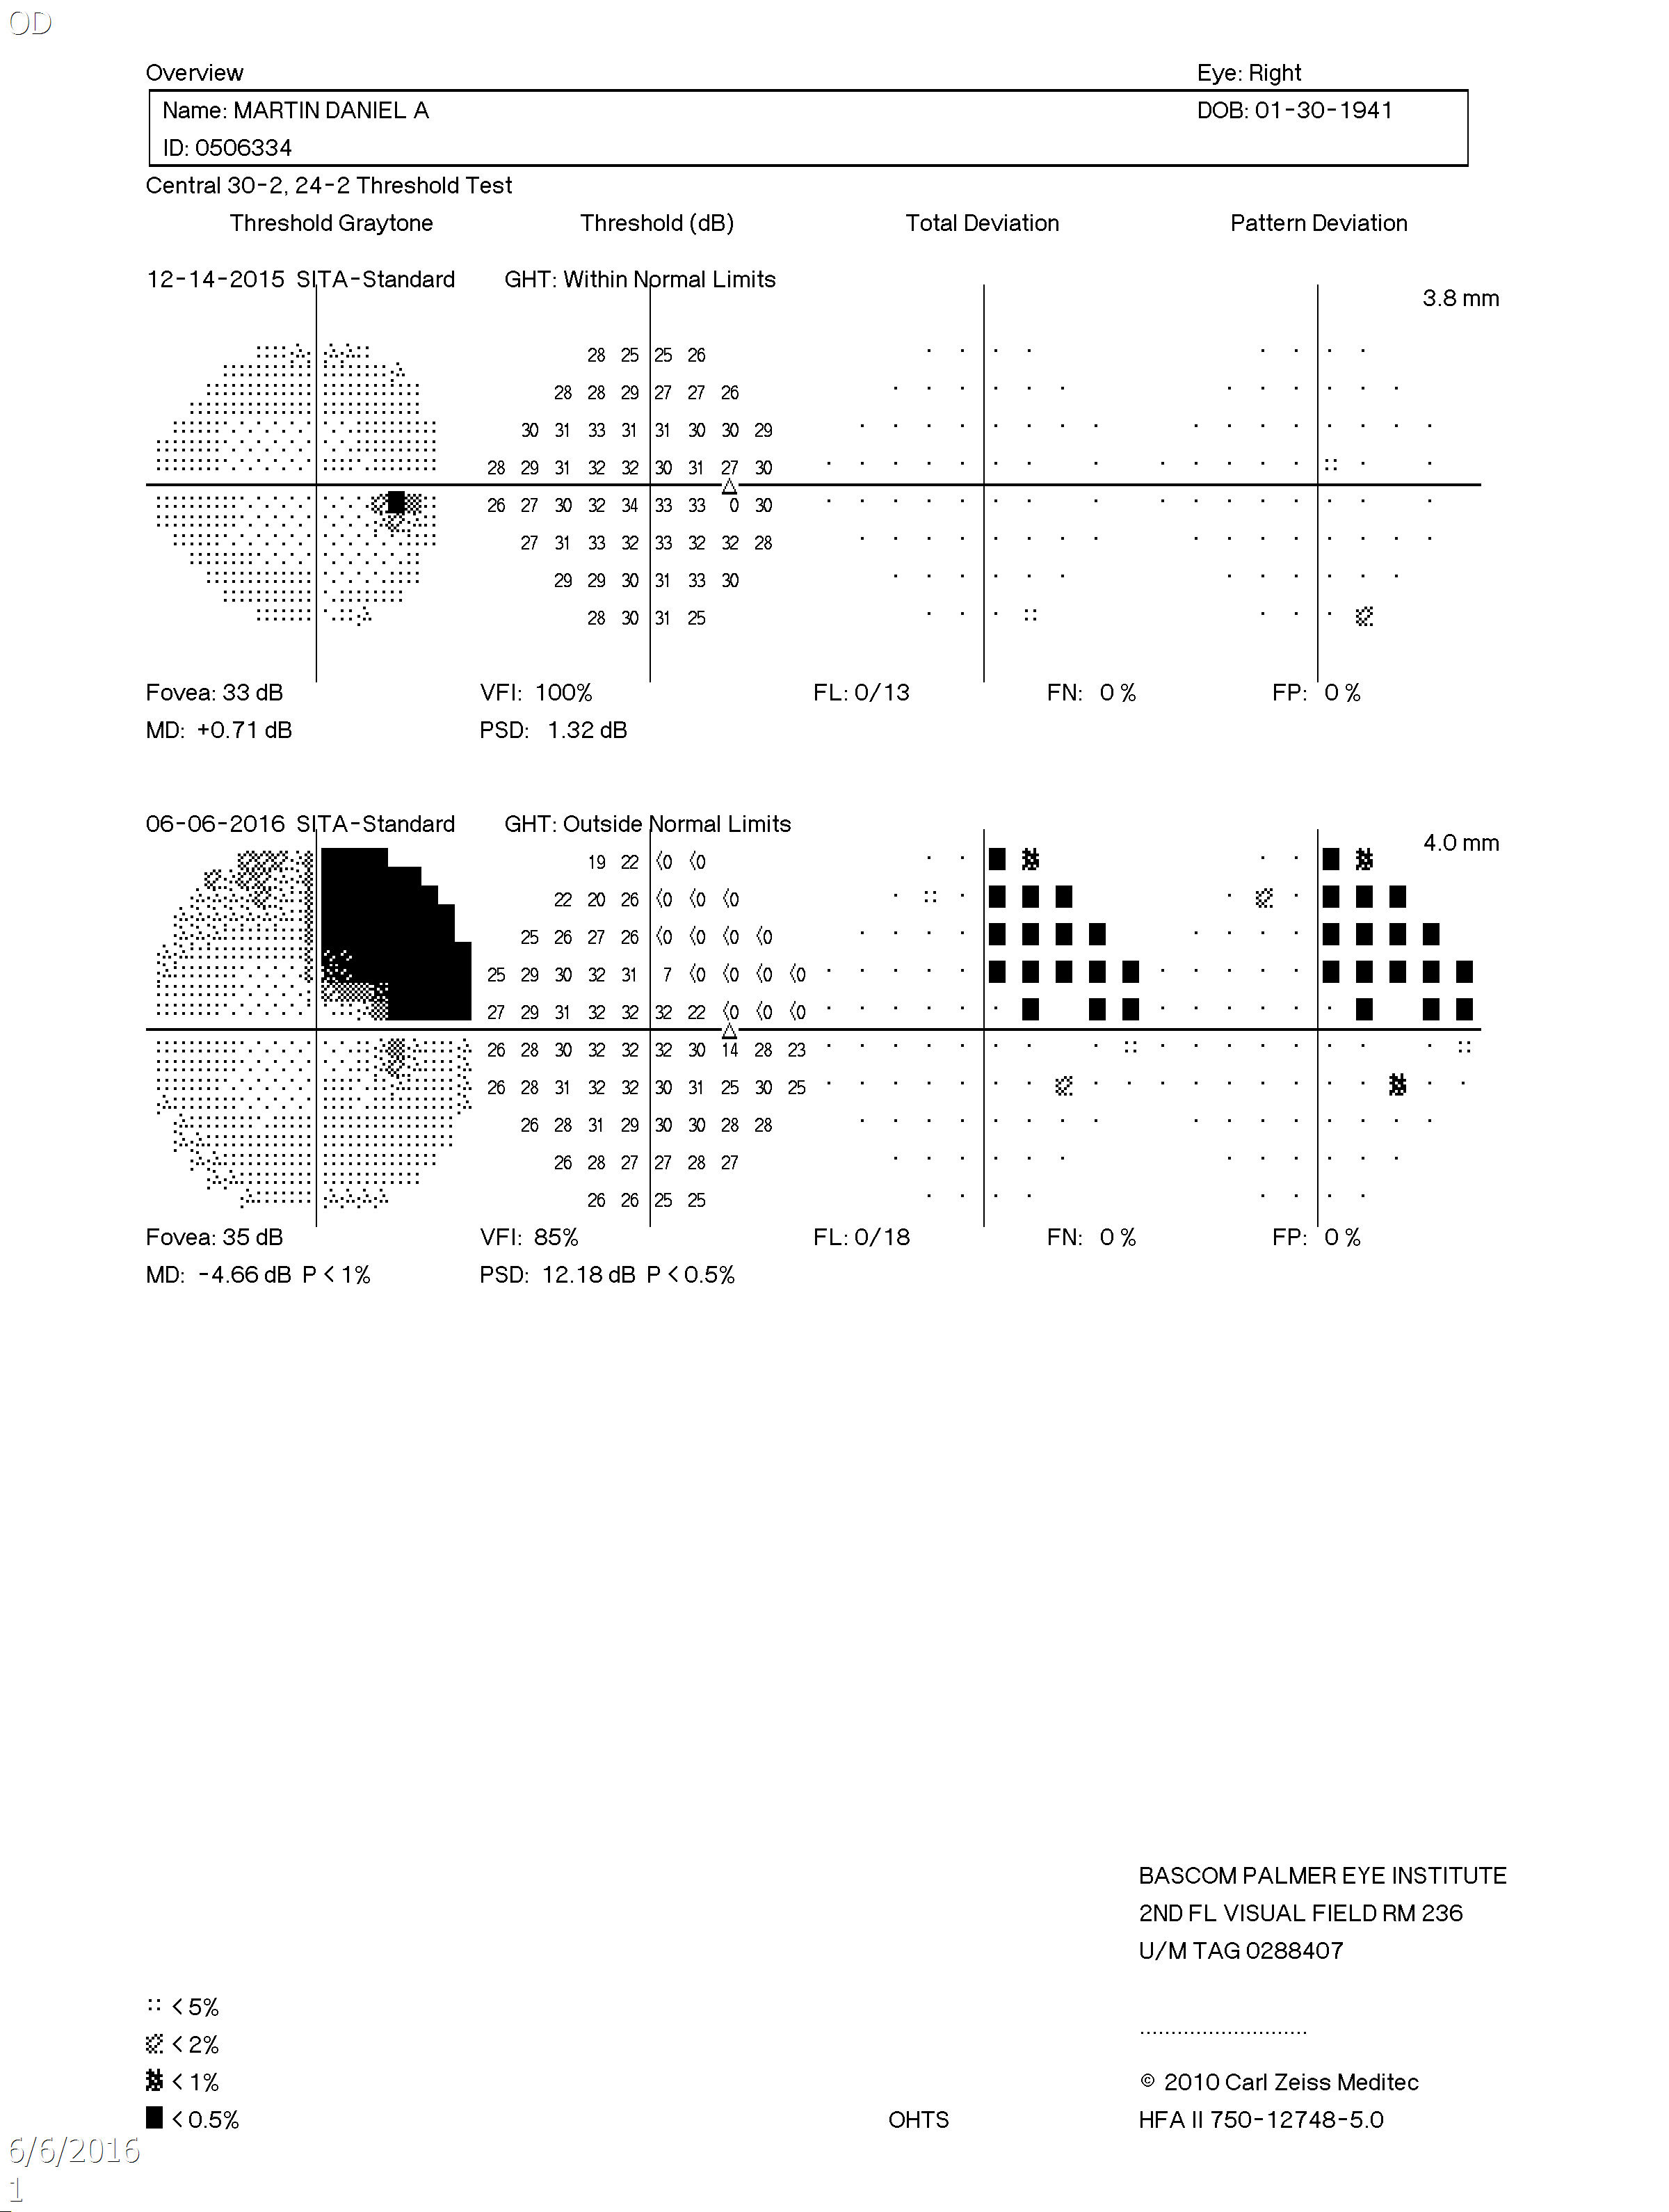 OD
Overview Eye: Right
Name: MARTIN DANIEL A DOB: 01-30-1941
ID: 0506334
Central 30-2, 24-2 Threshold Test
Threshold Graytone Threshold (dB) Total Deviation Pattern Deviation
12-14-2015 SITA-Standard GHT: Within Normal Limits
3.8 mm
28 25 25 26
28 28 29 27 27 26
30 31 33 31 31 30 30 29
28 29 31 32 32 30 31 27 30
26 27 30 32 34 33 33 0 30
27 31 33 32 33 32 32 28
29 29 30 31 33 30
28 30 31 25
Fovea: 33 dB VFI: 100% FL: 0/13 FN: 0 % FP: 0 %
MD: +0.71 dB PSD: 1.32 dB
06-06-2016 SITA-Standard GHT: Outside Normal Limits
4.0 mm
19 22 <0 <0
22 20 26 <0 <0 <0
25 26 27 26 <0 <0 <0 <0
25 29 30 32 31 7 <0 <0 <0 <0
27 29 31 32 32 32 22 <0 <0 <0
26 28 30 32 32 32 30 14 28 23
26 28 31 32 32 30 31 25 30 25
26 28 31 29 30 30 28 28
26 28 27 27 28 27
26 26 25 25
Fovea: 35 dB VFI: 85% FL: 0/18 FN: 0 % FP: 0 %
MD: -4.66 dB P < 1% PSD: 12.18 dB P < 0.5%
BASCOM PALMER EYE INSTITUTE
2ND FL VISUAL FIELD RM 236
U/M TAG 0288407
< 5%
< 2%
...........................
< 1% © 2010 Carl Zeiss Meditec
< 0.5% OHTS HFA II 750-12748-5.0
6/6/2016
1